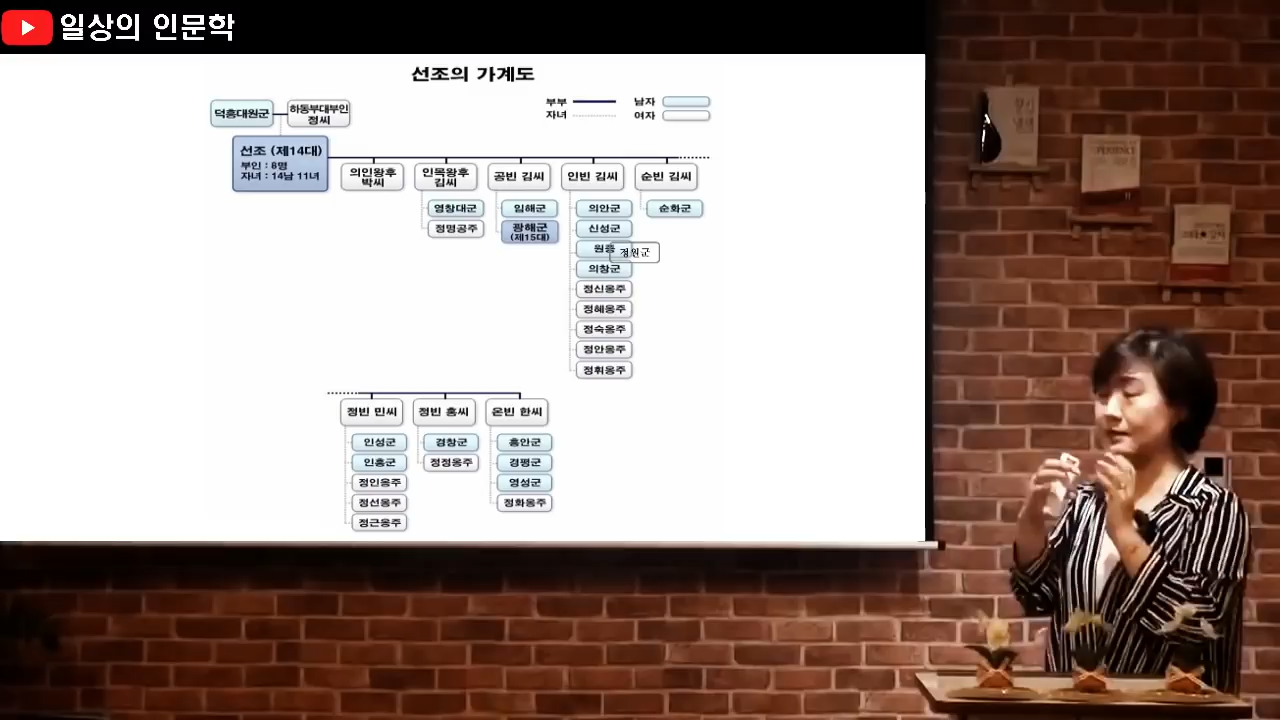 일상의 인문학
선조의 가계도
덕흥대원군
하동부대부인
정씨
부부
남자
자녀
여자
선조 (제14대)
부인 : 8명
자녀 : 14남 11녀
의인왕후
박씨
인목왕후
김씨
공빈 김씨
인빈 김씨
순빈 김씨
영창대군
정명공주
임해군
광해군
(제15대)
의안군
신성군
원종
정원군
의창군
정신옹주
정혜옹주
정숙옹주
정안옹주
정휘옹주
순화군
정빈 민씨
정빈 홍씨
온빈 한씨
인성군
인흥군
정인옹주
정선옹주
정근옹주
경창군
정정옹주
흥안군
경평군
영성군
정화옹주